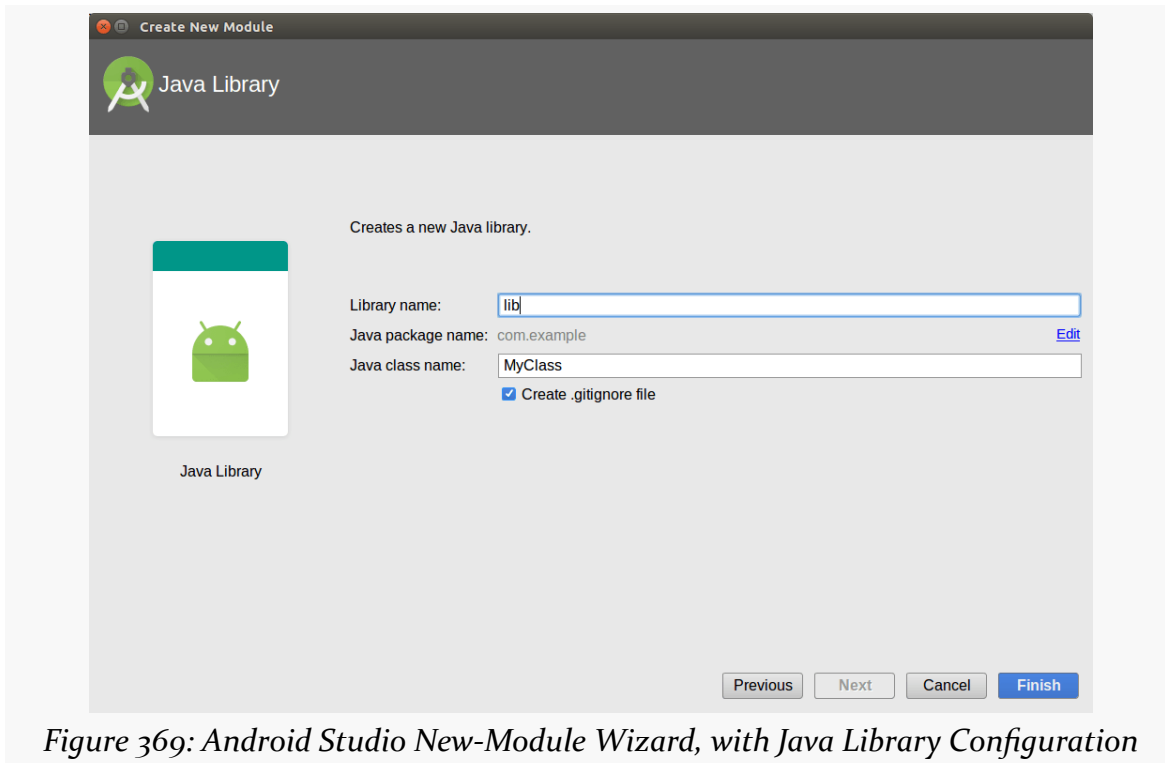 Create New Module
Java Library
Creates a new Java library.
Library name: lib
Java package name: com.example Edit
Java class name: MyClass
Create .gitignore file
Java Library
Previous Next Cancel Finish
Figure 369: Android Studio New-Module Wizard, with Java Library Configuration